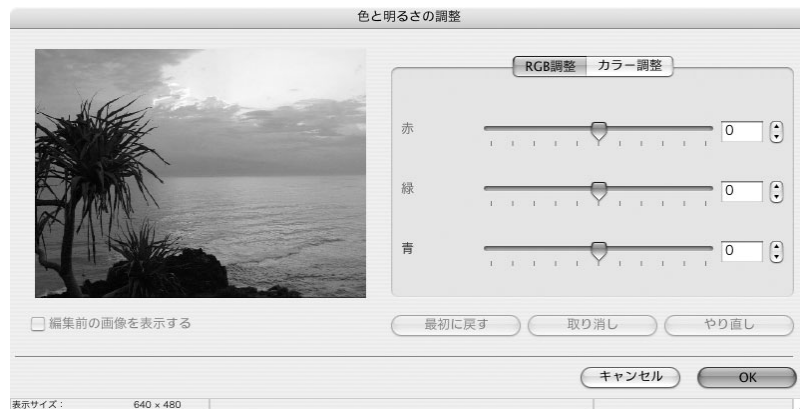 色と明るさの調整
RGB調整 カラー調整
赤 0
緑 0
青 0
編集前の画像を表示する
最初に戻す 取り消し やり直し
キャンセル OK
表示サイズ： 640 × 480